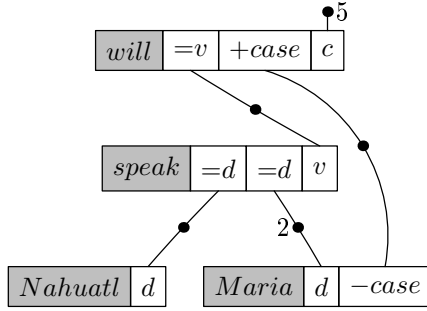 5
will =v +case c
speak =d =d v
2
Nahuatl d Maria d −case